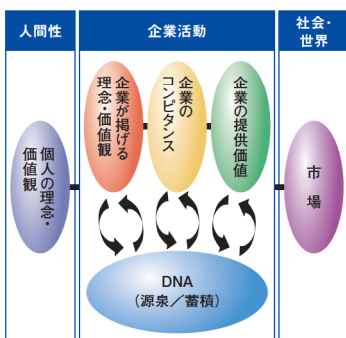 人間性
企業活動
社会・
世界
個人の理念・
価値観
企業が掲げる
理念・価値観
企業の
コンピタンス
企業の提供価値
市場
DNA
（源泉／蓄積）